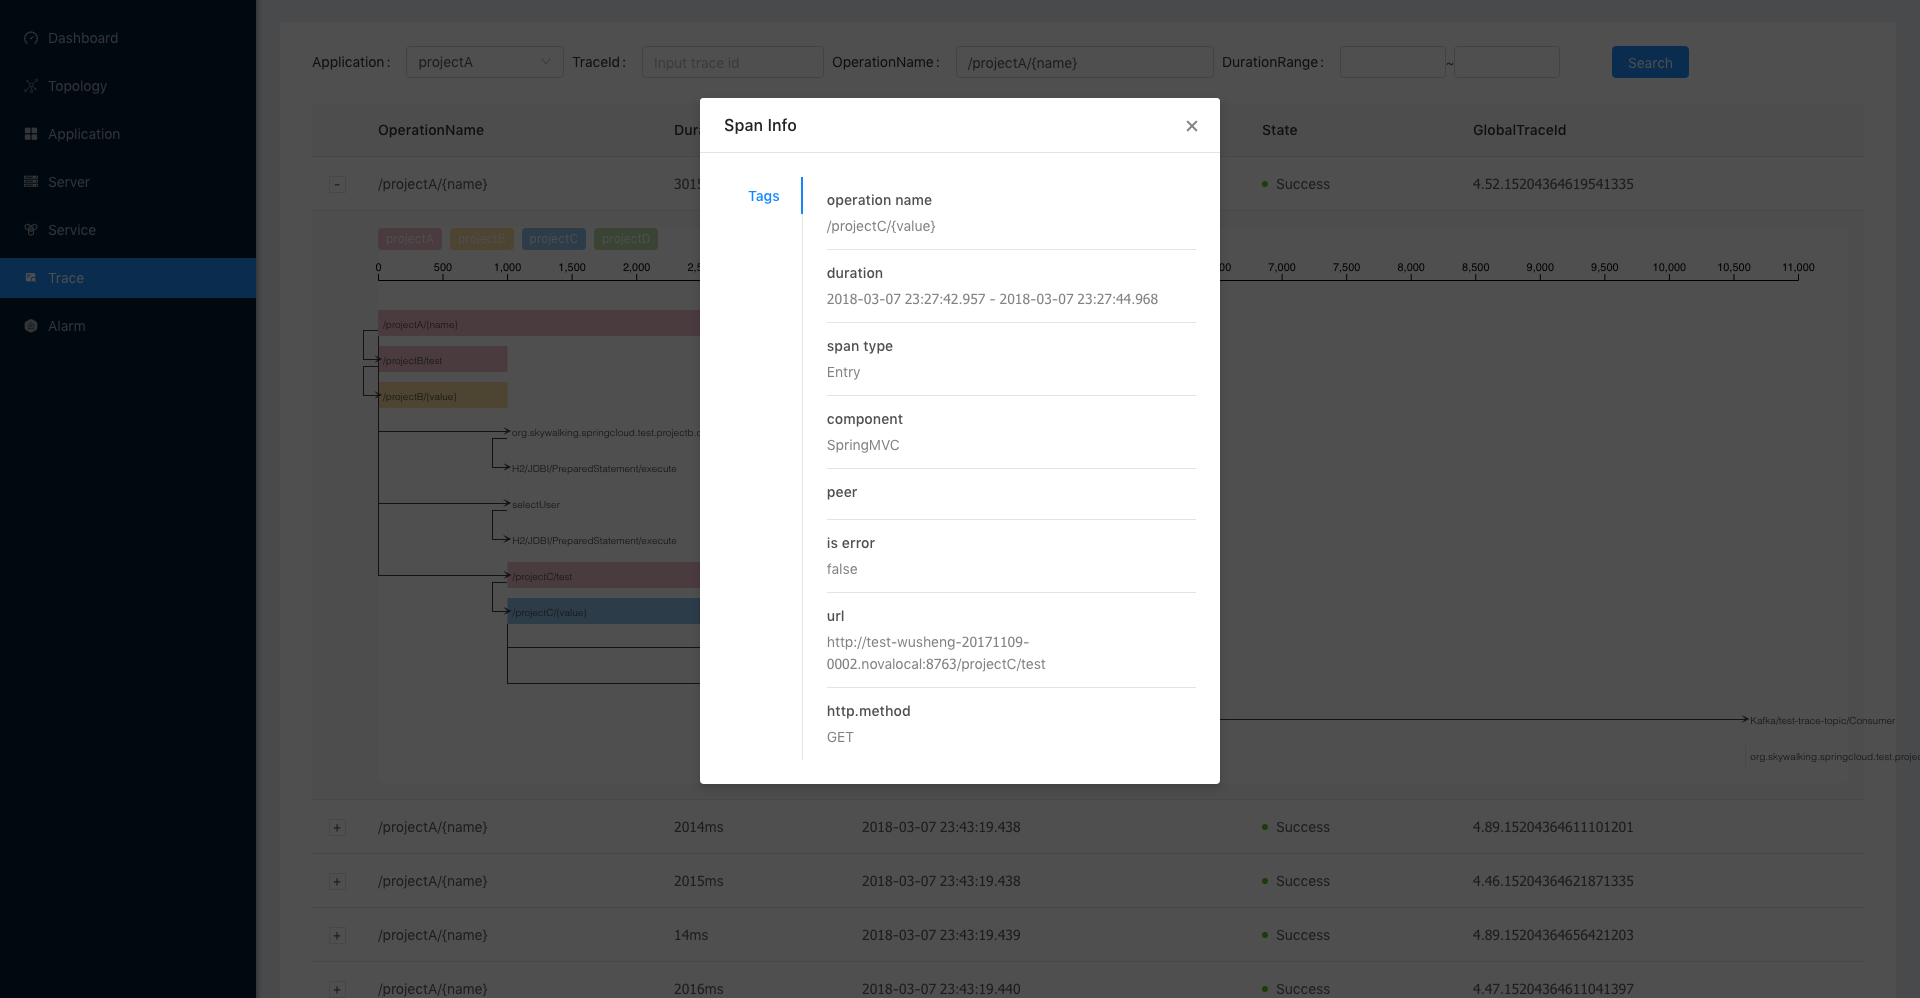 Dashboard
Topology
Application
Server
Service
Trace
Alarm
Application : projectA TraceId : Input trace id OperationName : /projectA/{name} DurationRange : ~ Search
OperationName State GlobalTraceId
- /projectA/{name} Success 4.52.15204364619541335
projectA projectB projectC projectD
0 500 1,000 1,500 2,000 7,000 7,500 8,000 8,500 9,000 9,500 10,000 10,500 11,000
/projectA/{name}
/projectB/test
/projectB/{value}
org.skywalking.springcloud.test.projectb.
H2/JDBI/PreparedStatement/execute
selectUser
H2/JDBI/PreparedStatement/execute
/projectC/test
/projectC/{value}
Kafka/test-trace-topic/Consumer
org.skywalking.springcloud.test.projec
Span Info
Tags
operation name
/projectC/{value}
duration
2018-03-07 23:27:42.957 - 2018-03-07 23:27:44.968
span type
Entry
component
SpringMVC
peer
is error
false
url
http://test-wusheng-20171109-
0002.novalocal:8763/projectC/test
http.method
GET
+ /projectA/{name} 2014ms 2018-03-07 23:43:19.438 Success 4.89.15204364611101201
+ /projectA/{name} 2015ms 2018-03-07 23:43:19.438 Success 4.46.15204364621871335
+ /projectA/{name} 14ms 2018-03-07 23:43:19.439 Success 4.89.15204364656421203
+ /projectA/{name} 2016ms 2018-03-07 23:43:19.440 Success 4.47.15204364611041397